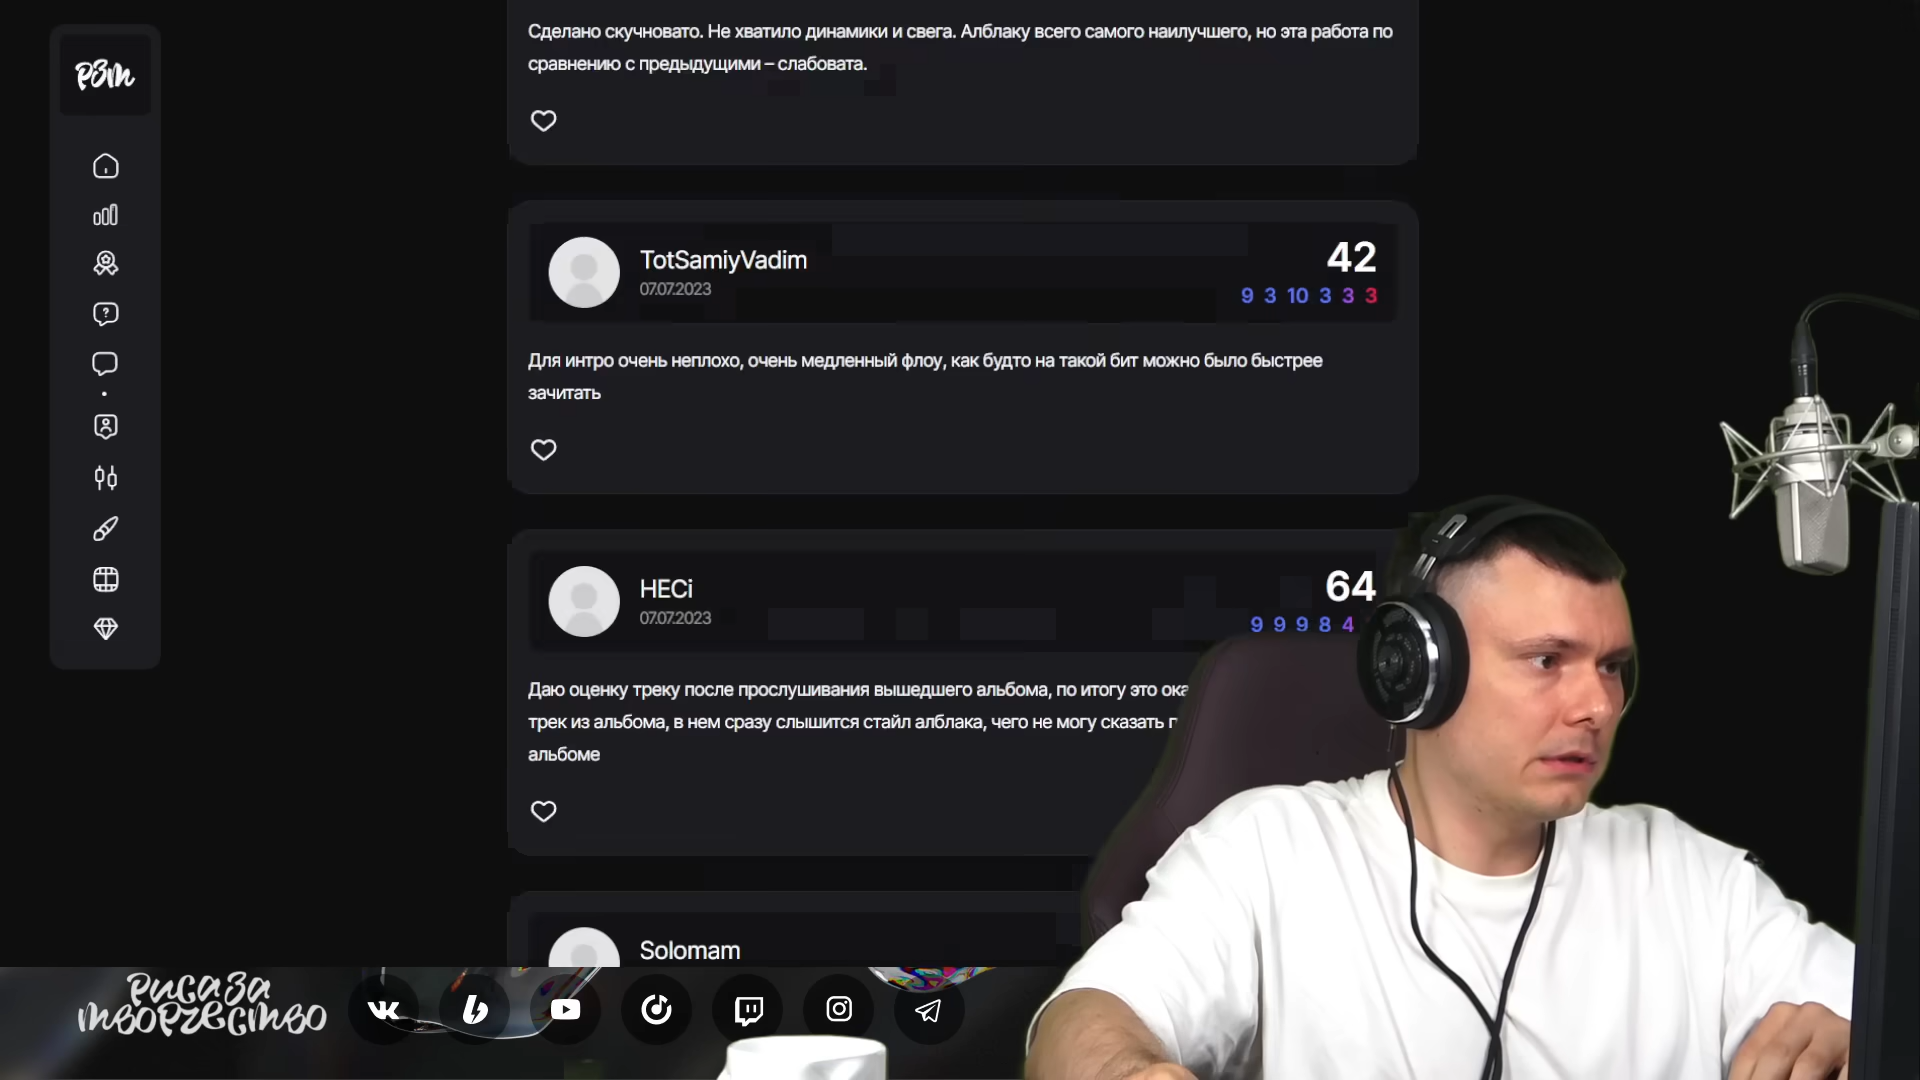 Сделано скучновато. Не хватило динамики и свега. Алблаку всего самого наилучшего, но эта работа по
сравнению с предыдущими – слабовата.
РЗТ
TotSamiyVadim
42
07.07.2023
9 3 10 3 3 3
Для интро очень неплохо, очень медленный флоу, как будто на такой бит можно было быстрее
зачитать
HECi
64
07.07.2023
9 9 9 8 4
Даю оценку треку после прослушивания вышедшего альбома, по итогу это
трек из альбома, в нем сразу слышится стайл алблака, чего не могу сказать
альбоме
Solomam
риса за
творчество